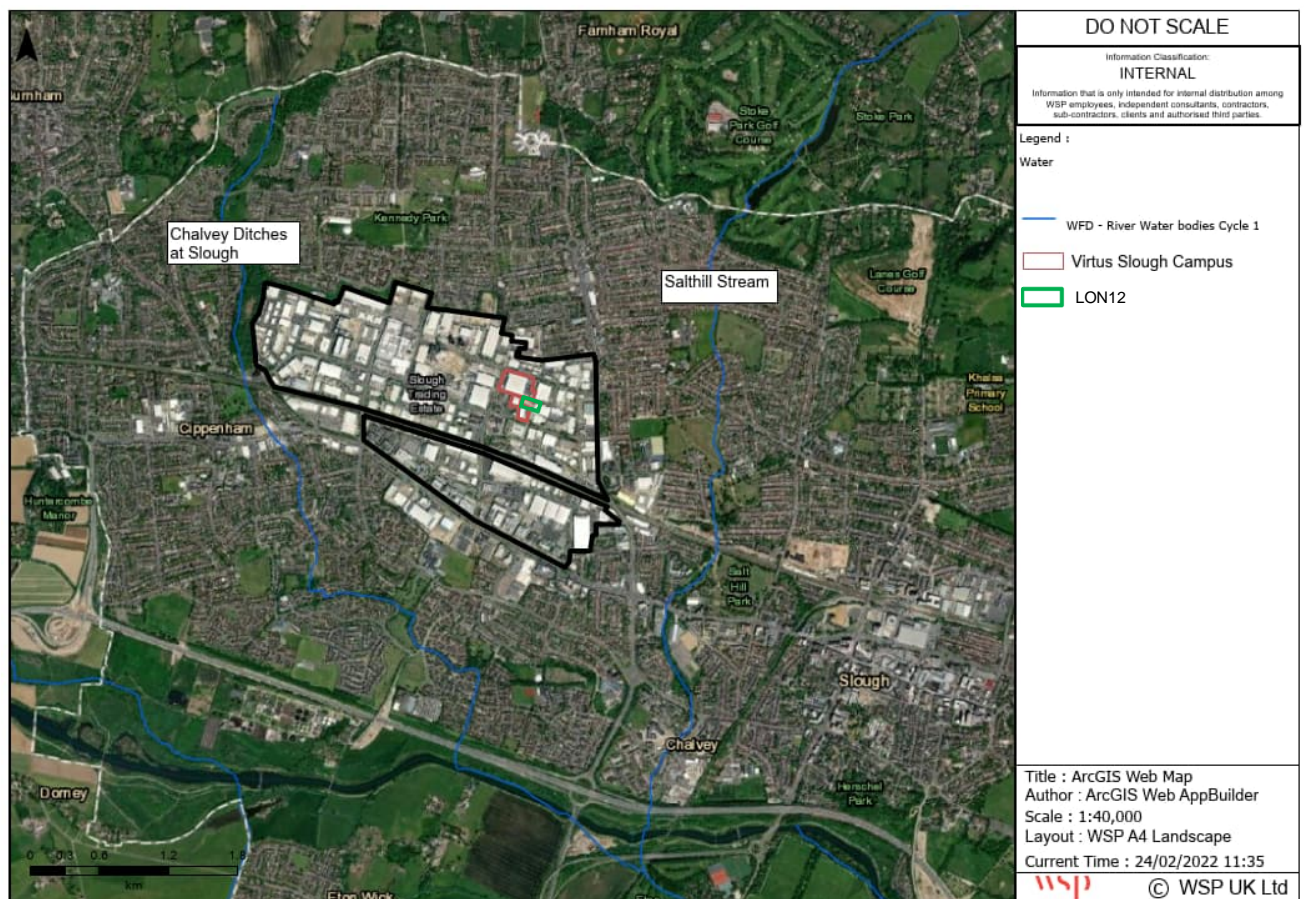 Farnham Royal
Stoke
Park Golf
Course
Stoke Park
Kennedy Park
Chalvey Ditches
at Slough
Salthill Stream
Lanes Golf
Course
Slough
Trading
Estate
Khalsa
Primary
School
Cippenham
Huntercombe
Manor
Salt
Hill
Park
Slough
Chalvey
Herschel
Park
Dorney
0 0.3 0.6 1.2 1.8
km
Eton Wick
DO NOT SCALE
Information Classification:
INTERNAL
Information that is only intended for internal distribution among
WSP employees, independent consultants, contractors,
sub-contractors, clients and authorised third parties.
Legend :
Water
WFD - River Water bodies Cycle 1
Virtus Slough Campus
LON12
Title : ArcGIS Web Map
Author : ArcGIS Web AppBuilder
Scale : 1:40,000
Layout : WSP A4 Landscape
Current Time : 24/02/2022 11:35
wsp © WSP UK Ltd